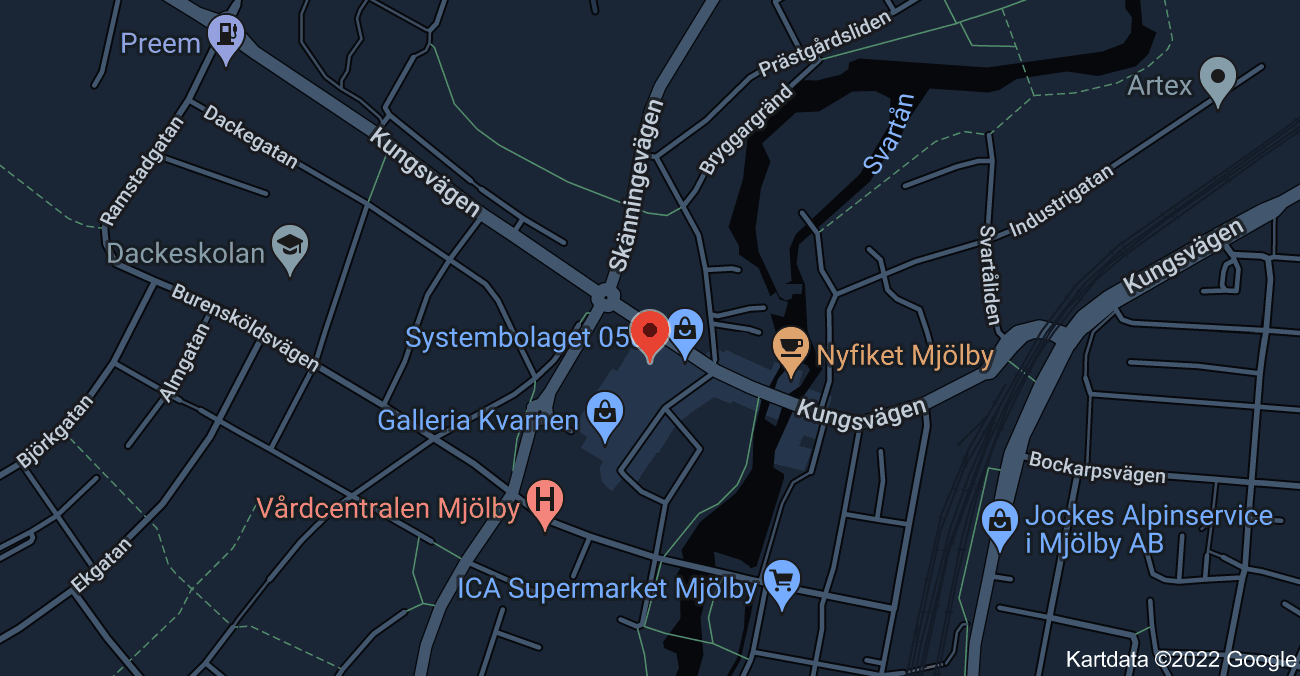 Preem
Prästgårdsliden
Artex
Dackegatan
Kungsvägen
Skänningevägen
Bryggargränd
Svartån
Ramstadgatan
Industrigatan
Dackeskolan
Svartåliden
Kungsvägen
Burensköldsvägen
Systembolaget 05
Nyfiket Mjölby
Almgatan
Galleria Kvarnen
Kungsvägen
Björkgatan
Bockarpsvägen
Vårdcentralen Mjölby
H
Jockes Alpinservice
i Mjölby AB
Ekgatan
ICA Supermarket Mjölby
Kartdata ©2022 Google